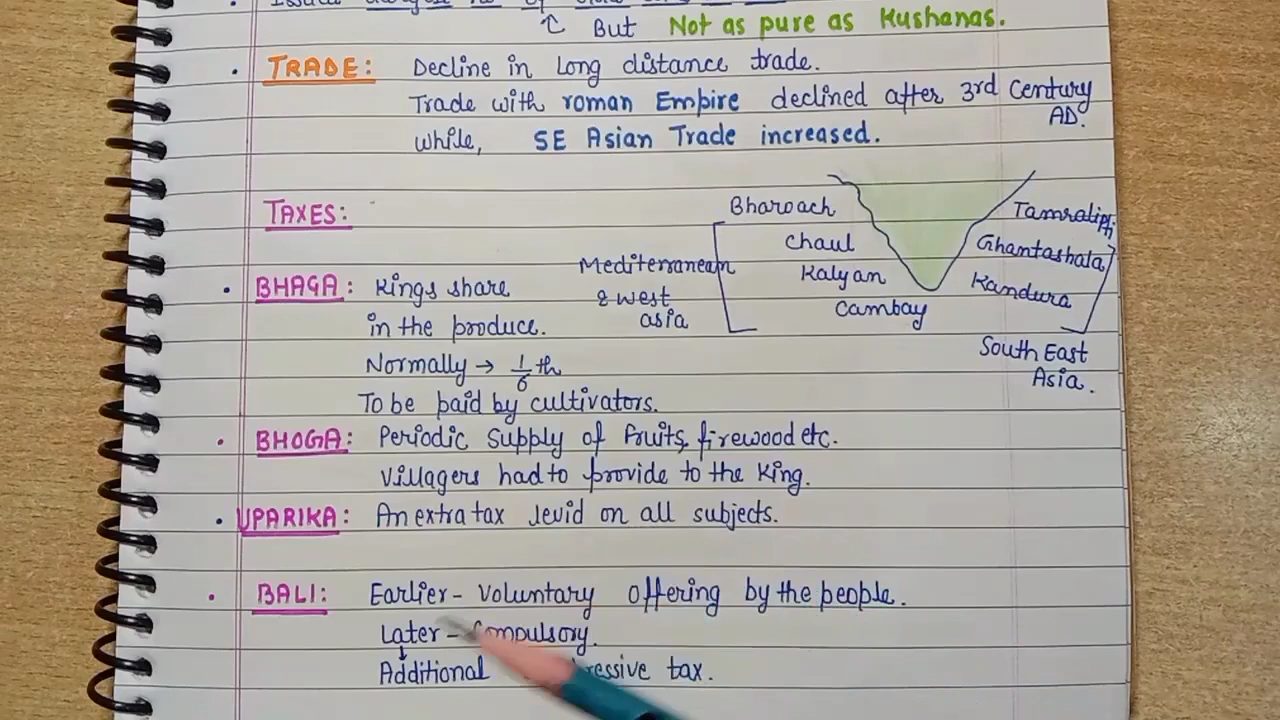 But Not as pure as Kushanas.
• TRADE: Decline in Long distance trade.
Trade with roman Empire declined after 3rd Century
AD.
while, SE Asian Trade increased.
TAXES:
Bharoach
Chaul
Kalyan
Cambay
Mediterranean
& west
asia
Tamralipti
Ghantashala
Kandura
South East
Asia.
• BHAGA: Kings share
in the produce.
Normally → 1/6 th
To be paid by cultivators.
• BHOGA: Periodic supply of fruits, firewood etc.
Villagers had to provide to the King.
• UPARIKA: An extra tax levid on all subjects.
• BALI: Earlier - voluntary offering by the people.
Later - Compulsory.
Additional tax.